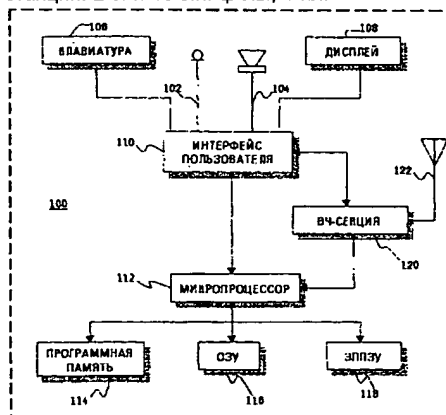 106
КЛАВИАТУРА
102
104
108
ДИСПЛЕЙ
110
ИНТЕРФЕЙС
ПОЛЬЗОВАТЕЛЯ
122
100
ВЧ-СЕКЦИЯ
120
112
МИКРОПРОЦЕССОР
ПРОГРАММНАЯ
ПАМЯТЬ
114
ОЗУ
116
ЭППЗУ
118